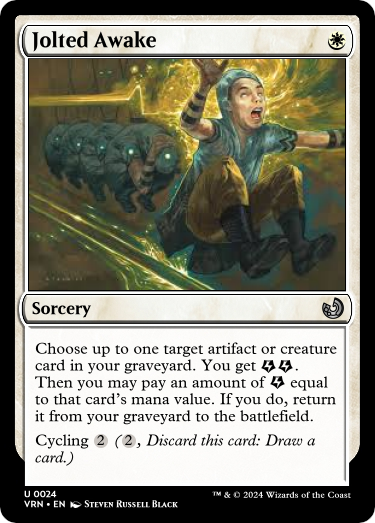 Jolted Awake
Sorcery
Choose up to one target artifact or creature
card in your graveyard. You get
Then you may pay an amount of equal
to that card's mana value. If you do, return
it from your graveyard to the battlefield.
Cycling 2 (2, Discard this card: Draw a
card.)
U 0024
VRN • EN STEVEN RUSSELL BLACK
™ & © 2024 Wizards of the Coast